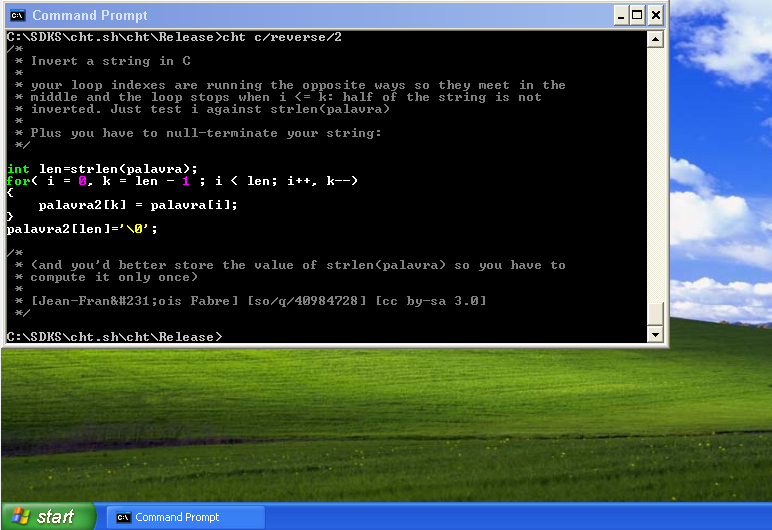 Command Prompt
C:\SDKS\cht.sh\cht\Release>cht c/reverse/2
/*
 * Invert a string in C
 *
 * your loop indexes are running the opposite ways so they meet in the
 * middle and the loop stops when i <= k: half of the string is not
 * inverted. Just test i against strlen(palavra)
 *
 * Plus you have to null-terminate your string:
 */
int len=strlen(palavra);
for( i = 0, k = len - 1 ; i < len; i++, k--)
{
    palavra2[k] = palavra[i];
}
palavra2[len]='\0';
/*
 * (and you'd better store the value of strlen(palavra) so you have to
 * compute it only once)
 *
 * [Jean-Fran&#231;ois Fabre] [so/q/40984728] [cc by-sa 3.0]
 */
C:\SDKS\cht.sh\cht\Release>
start
Command Prompt